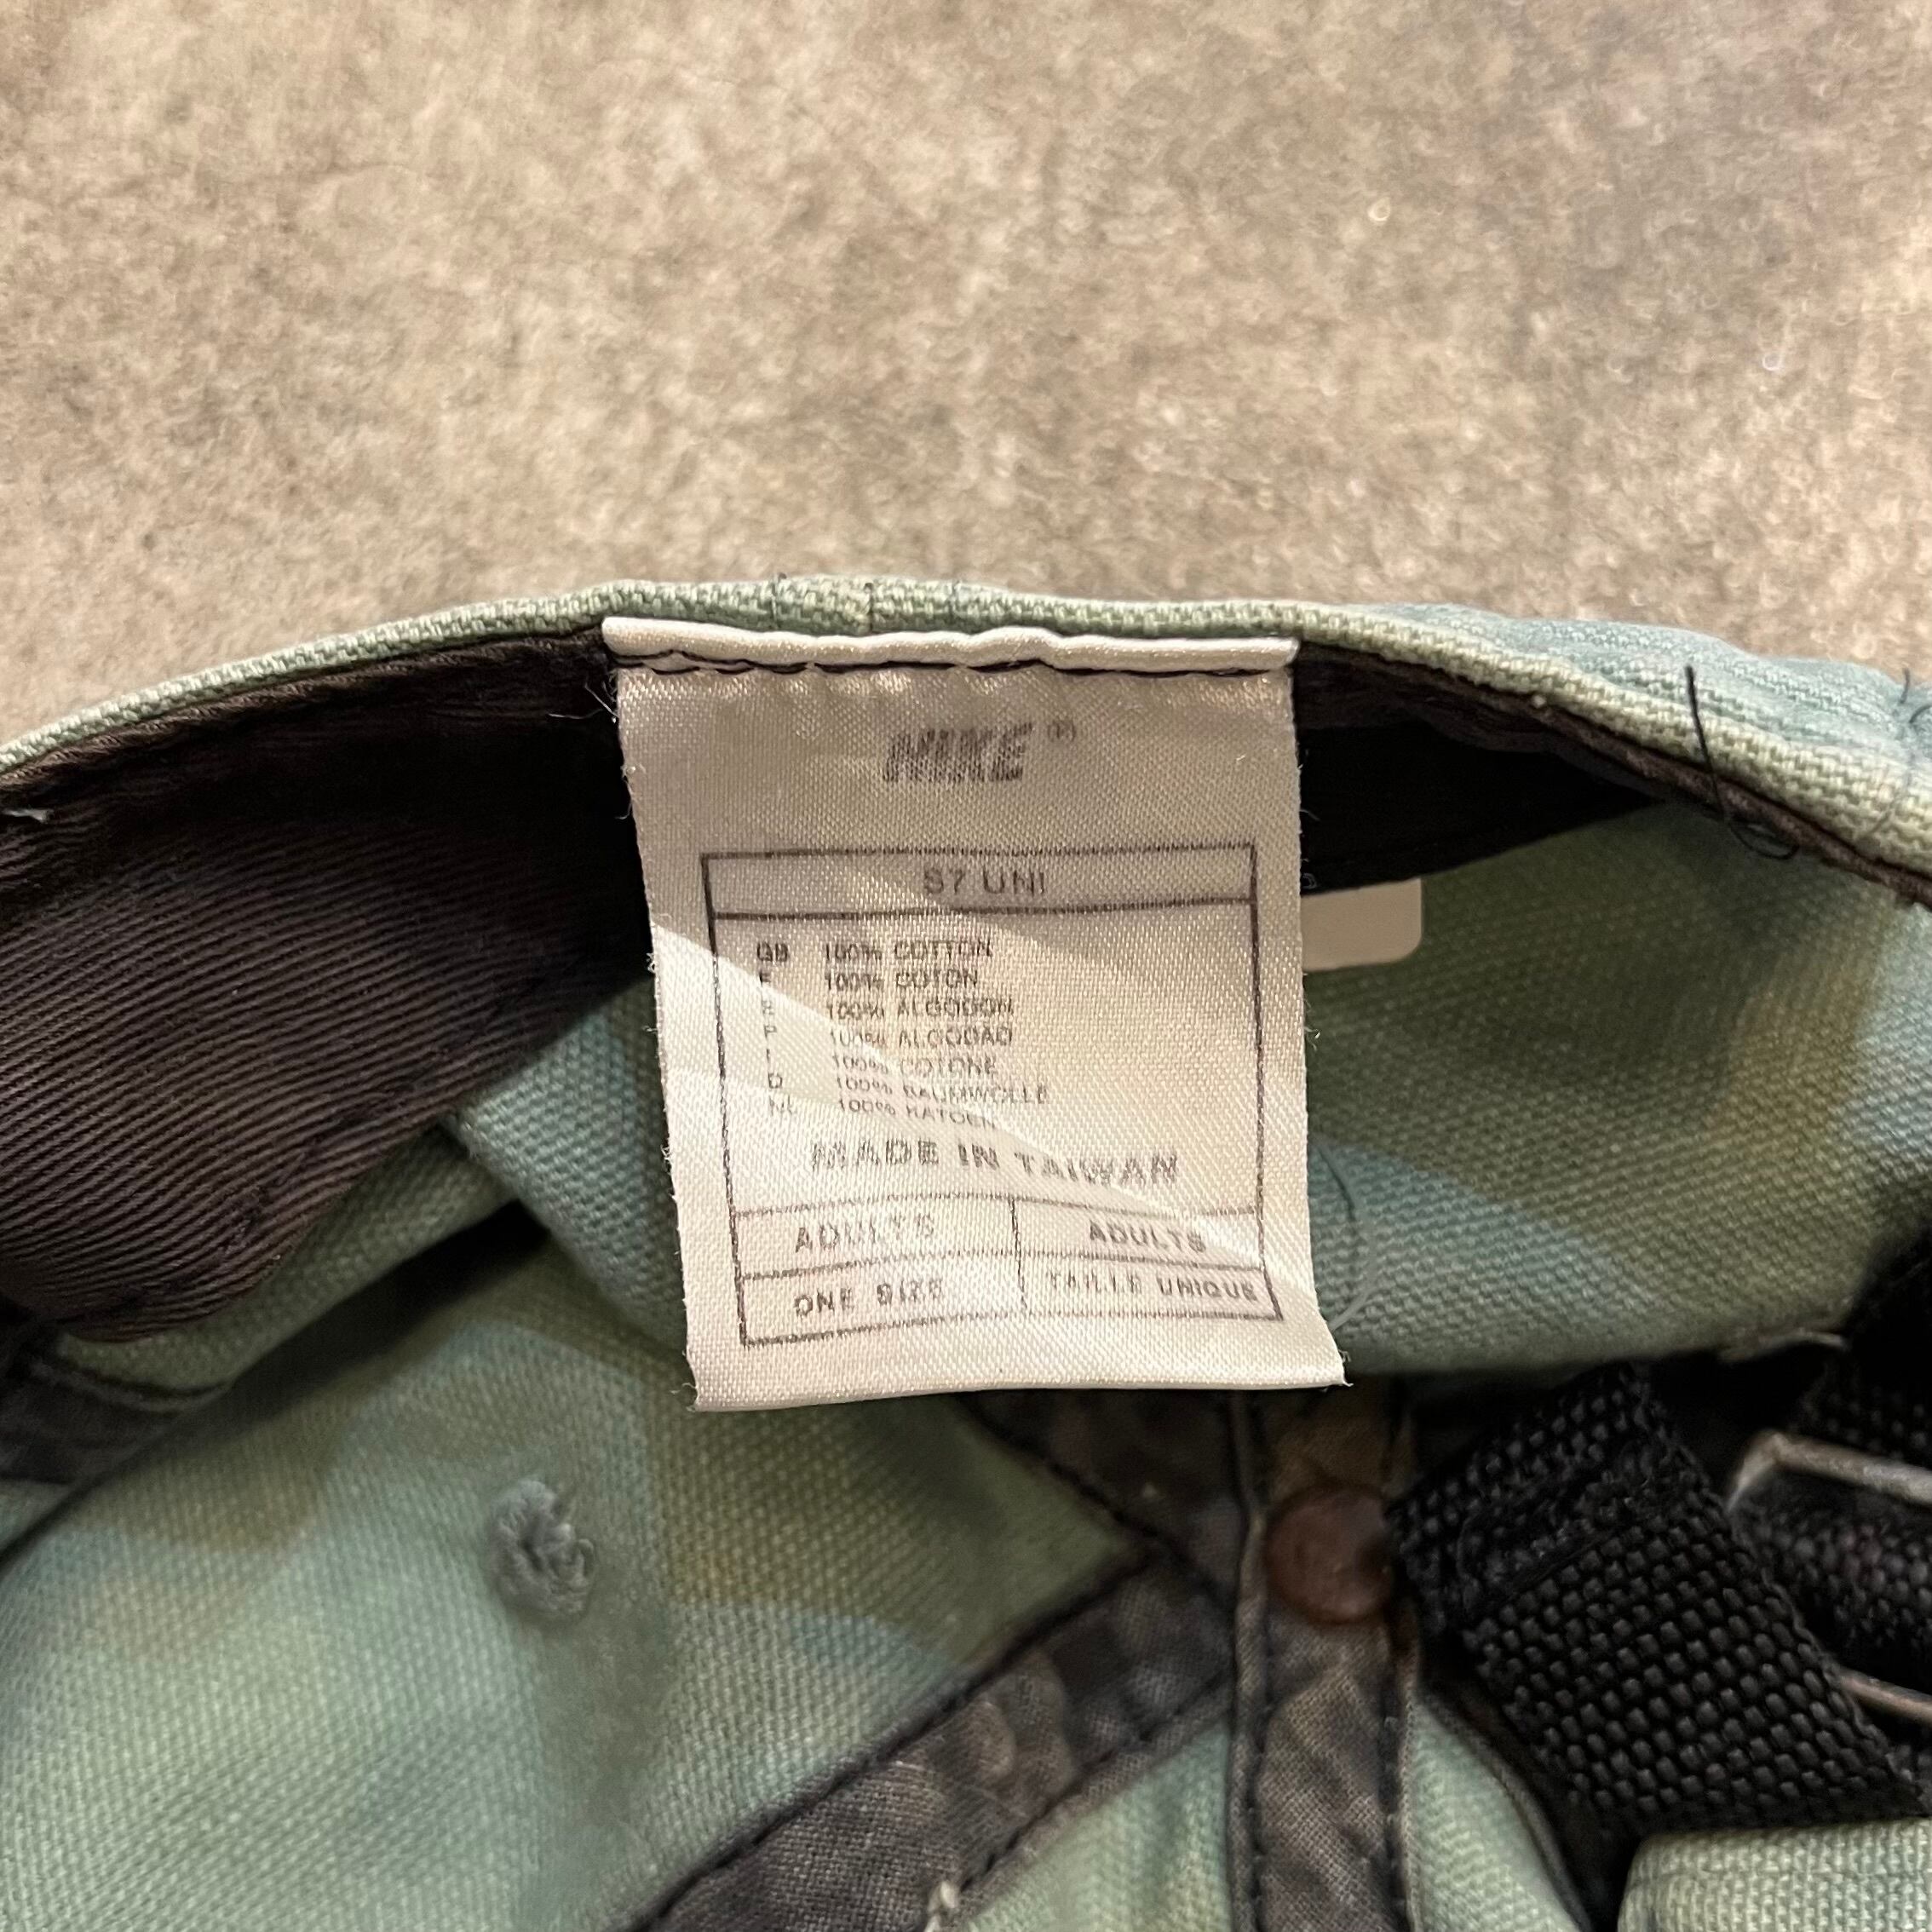 NIKE®
S7 UNI
GB 100% COTTON
F 100% COTON
E 100% ALGODON
P 100% ALGODAO
I 100% COTONE
D 100% BAUMWOLLE
NL 100% KATOEN
MADE IN TAIWAN
ADULTS ADULTS
ONE SIZE TAILLE UNIQUE